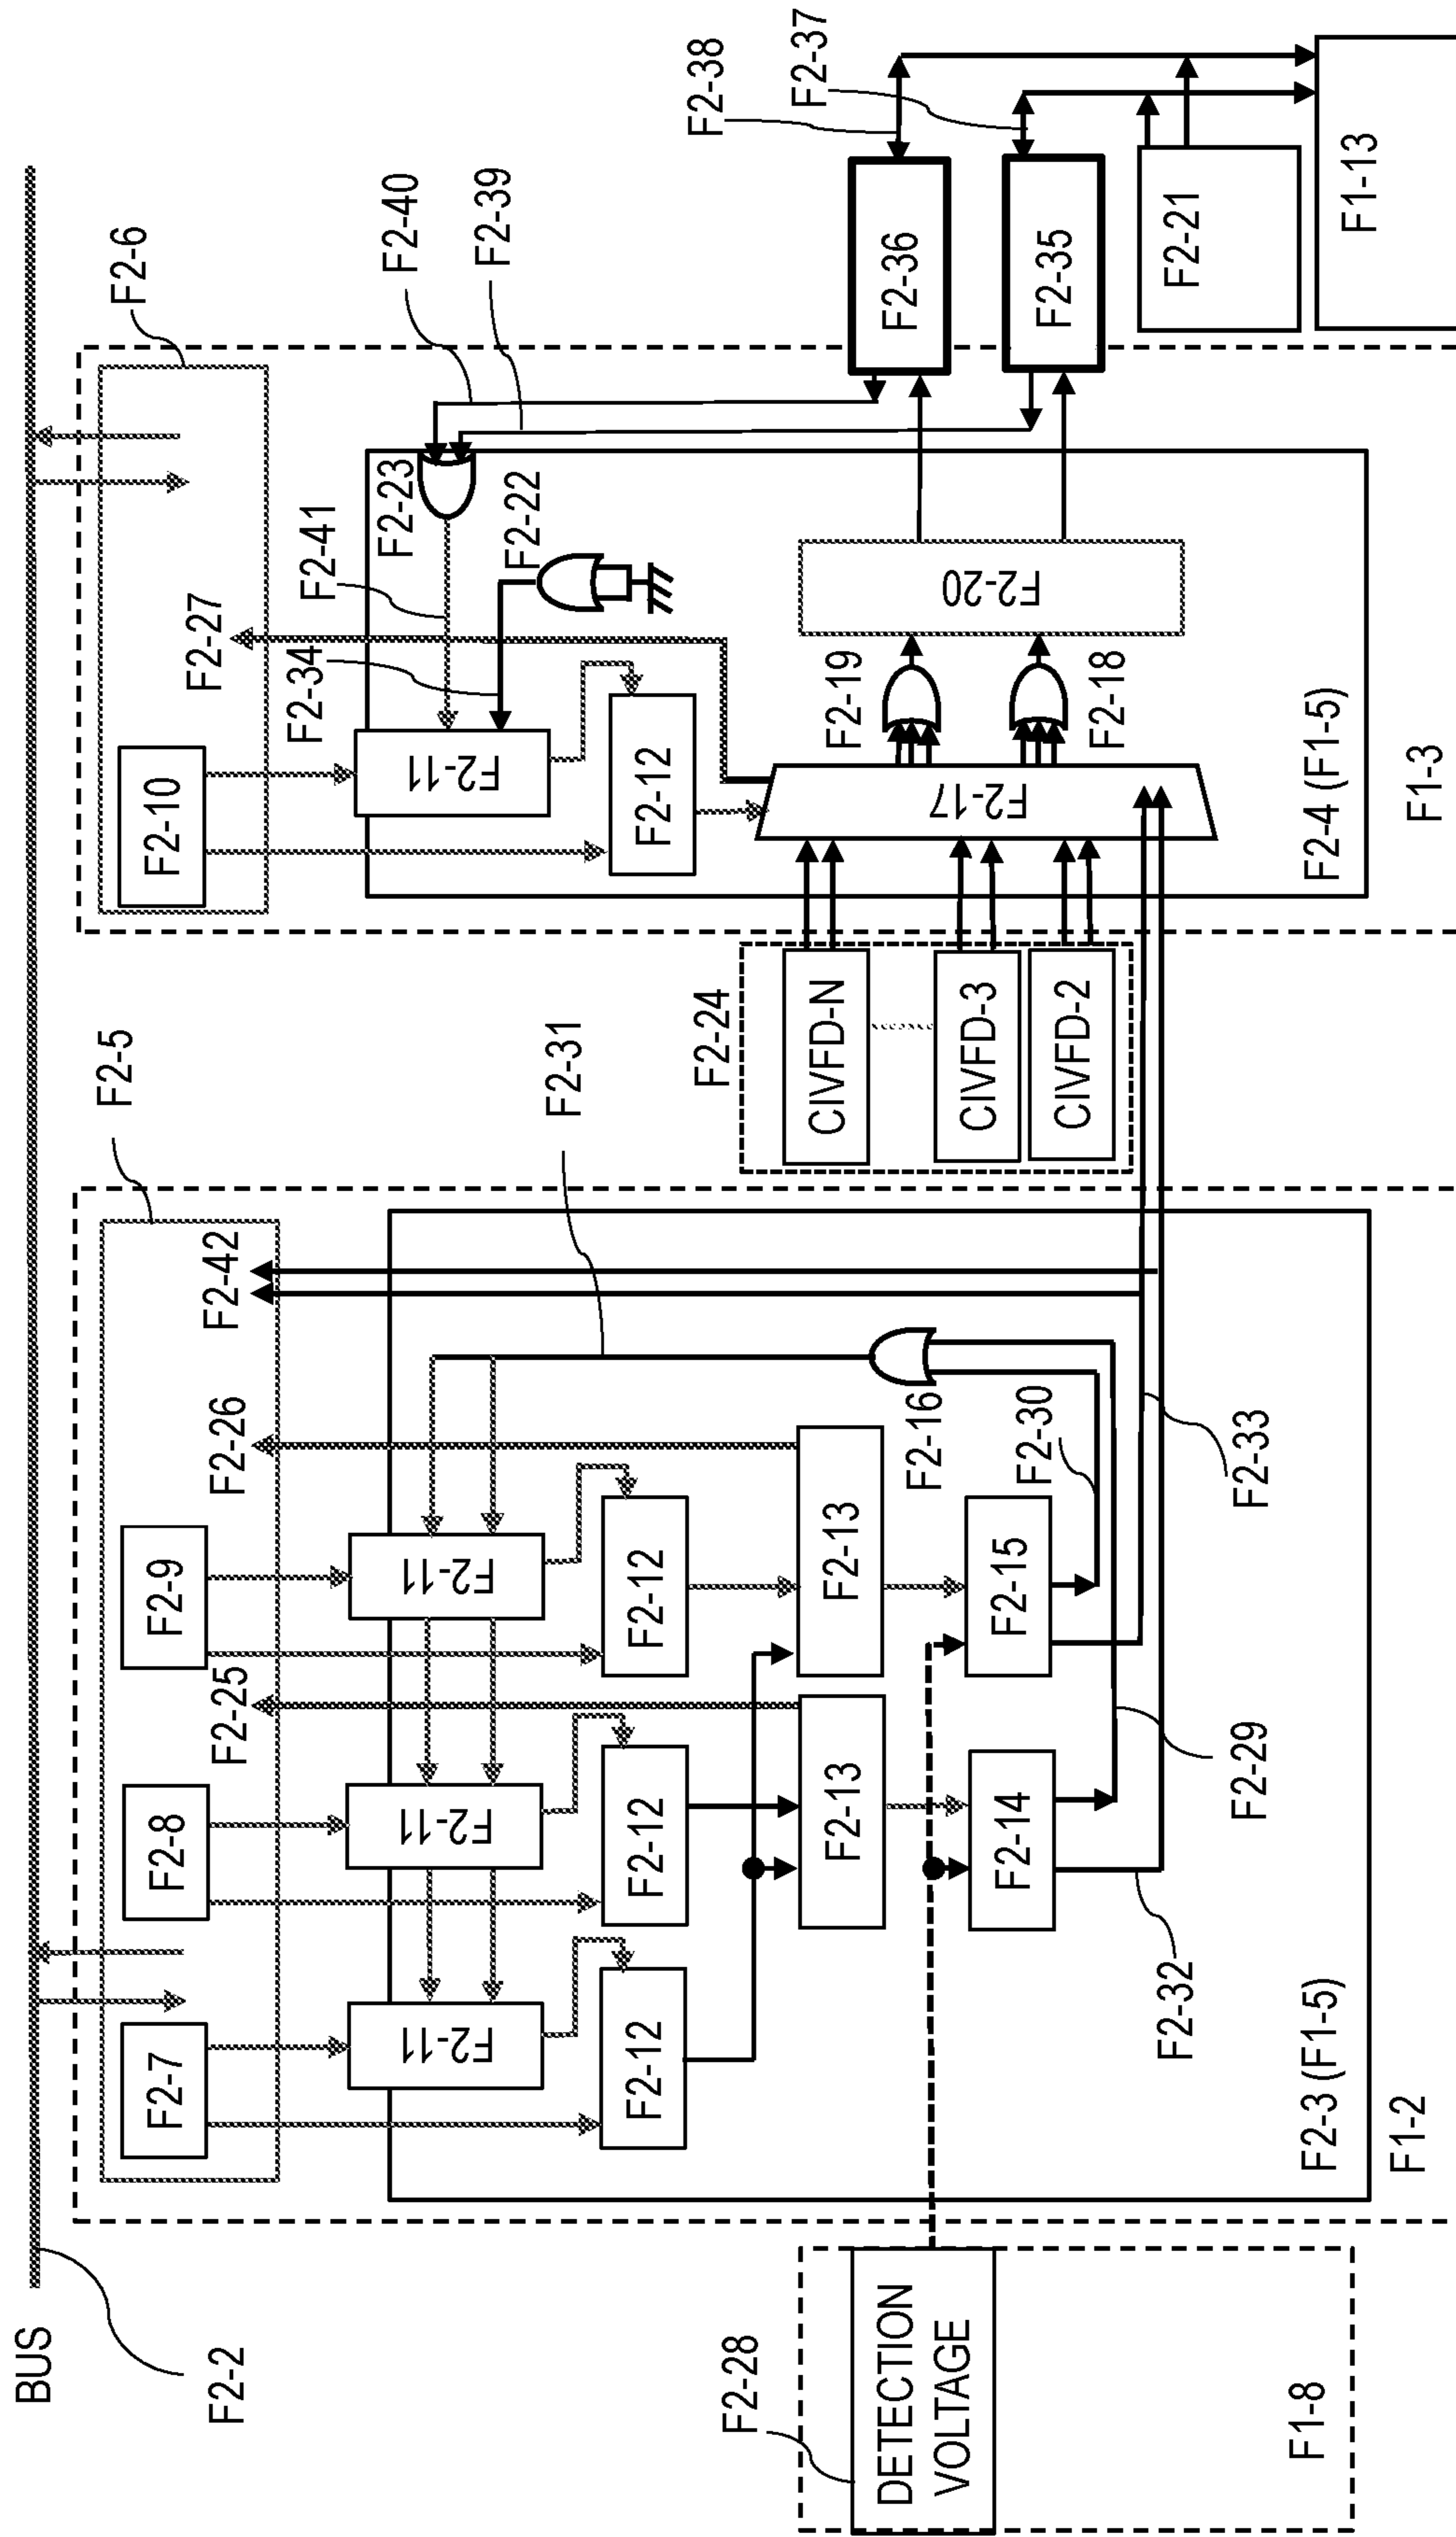 BUS
F2-2
F2-5
F2-6
F2-7
F2-8
F2-25
F2-9
F2-26
F2-42
F2-10
F2-27
F2-11
F2-11
F2-11
F2-31
F2-11
F2-34
F2-41
F2-23
F2-40
F2-39
F2-22
F2-12
F2-12
F2-12
F2-12
F2-24
F2-28
DETECTION
VOLTAGE
F1-8
F2-13
F2-13
F2-16
CIVFD-N
CIVFD-3
CIVFD-2
F2-17
F2-19
F2-18
F2-20
F2-36
F2-35
F2-38
F2-37
F2-14
F2-15
F2-30
F2-32
F2-29
F2-33
F2-21
F1-13
F2-3 (F1-5)
F1-2
F2-4 (F1-5)
F1-3